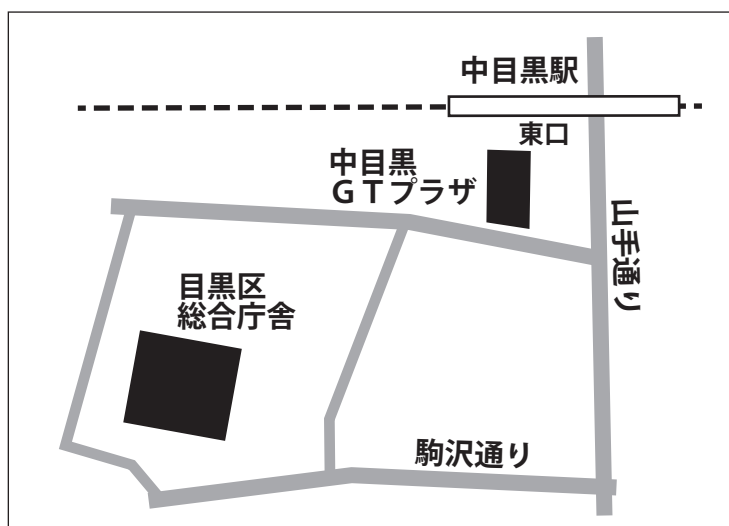 中目黒駅
東口
中目黒
ＧＴプラザ
山手通り
目黒区
総合庁舎
駒沢通り